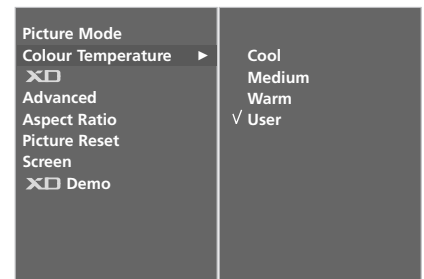 Picture Mode
Colour Temperature ►
XD
Advanced
Aspect Ratio
Picture Reset
Screen
XD Demo
Cool
Medium
Warm
√ User